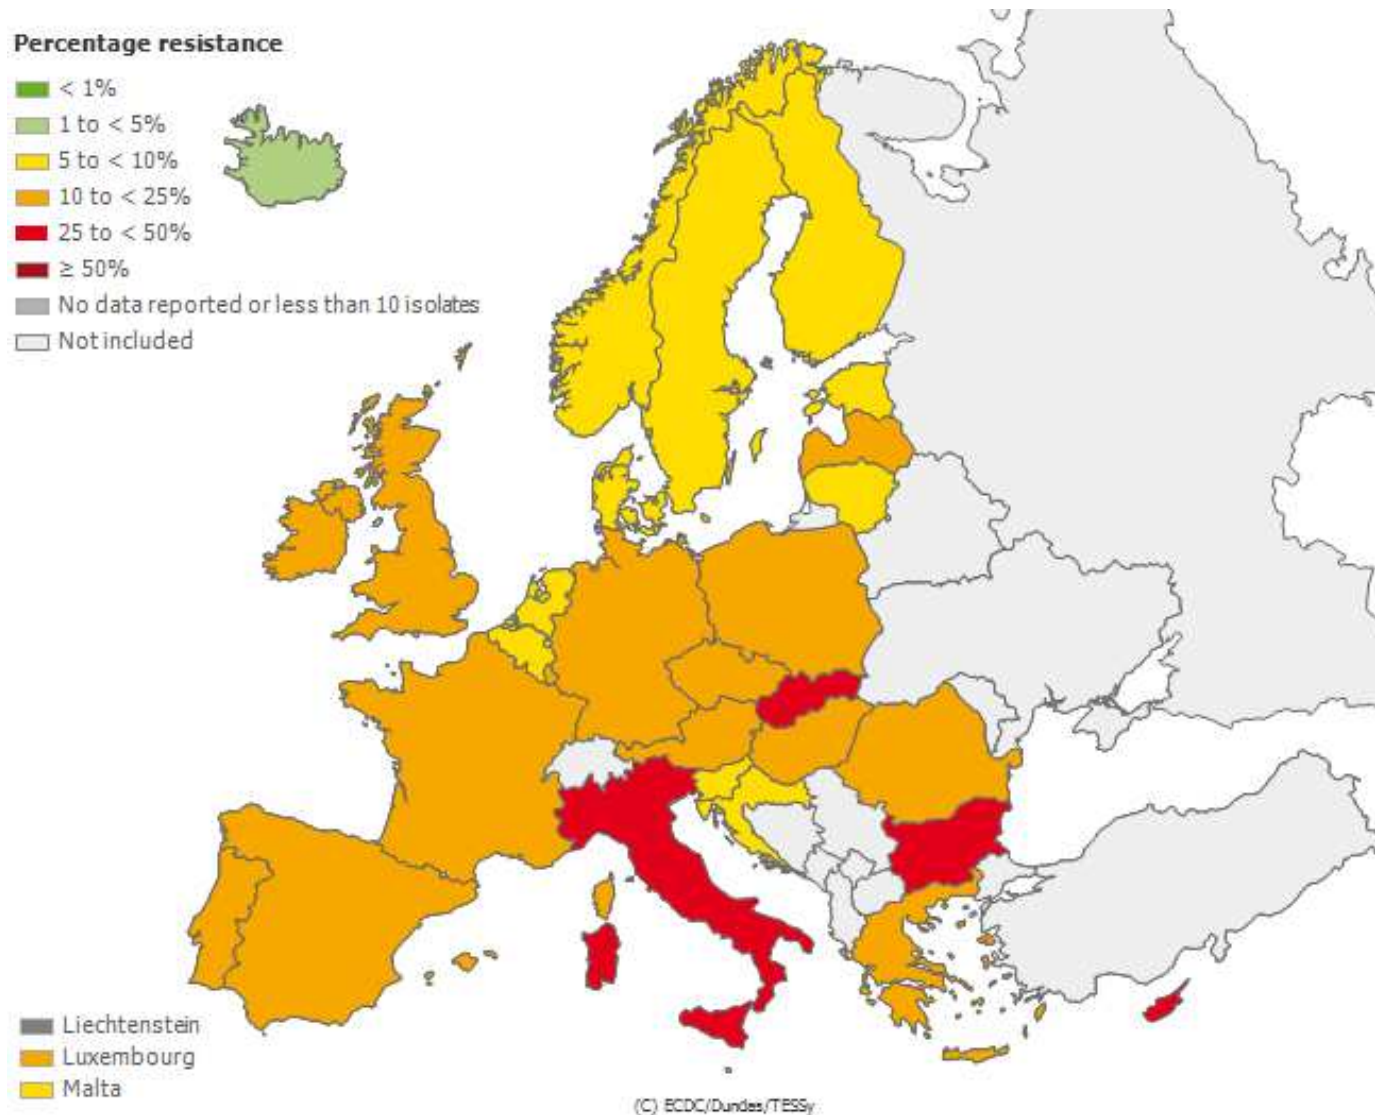 Percentage resistance
< 1%
1 to < 5%
5 to < 10%
10 to < 25%
25 to < 50%
≥ 50%
No data reported or less than 10 isolates
Not included
Liechtenstein
Luxembourg
Malta
(C) ECDC/Dundas/TESSy